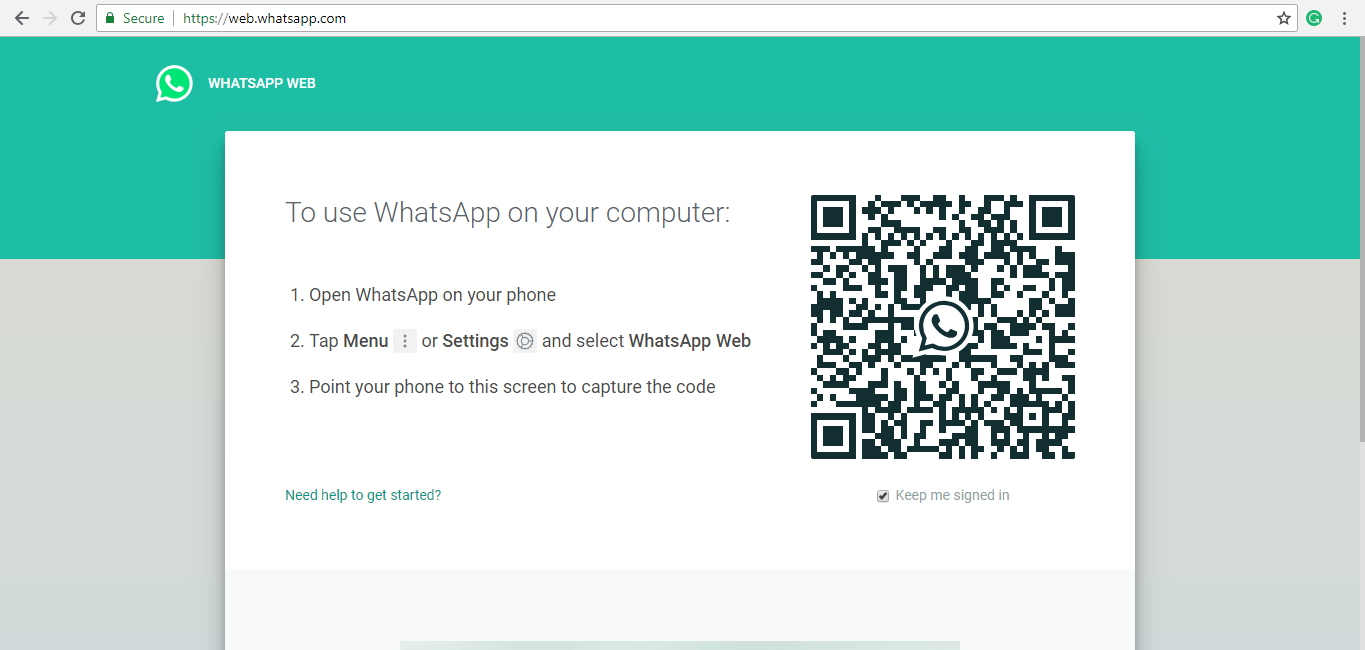 Secure https://web.whatsapp.com
WHATSAPP WEB
To use WhatsApp on your computer:
1. Open WhatsApp on your phone
2. Tap Menu or Settings and select WhatsApp Web
3. Point your phone to this screen to capture the code
Need help to get started?
Keep me signed in